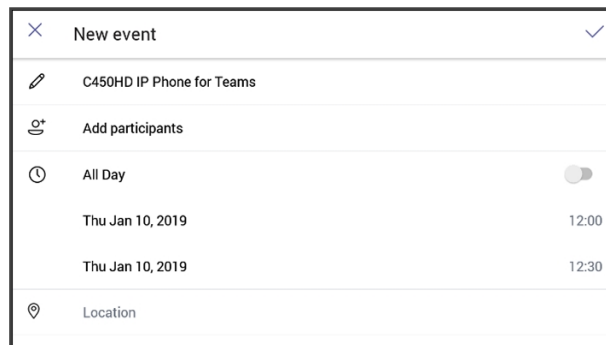 New event
C450HD IP Phone for Teams
Add participants
All Day
Thu Jan 10, 2019 12:00
Thu Jan 10, 2019 12:30
Location